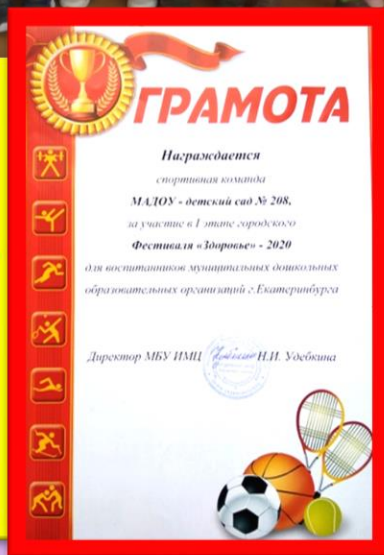 ГРАМОТА
Награждается
спортивная команда
МАДОУ - детский сад № 208,
за участие в I этапе городского
Фестиваля «Здоровье» - 2020
для воспитанников муниципальных дошкольных
образовательных организаций г.Екатеринбурга
Директор МБУ ИМЦ Н.И. Удебкина